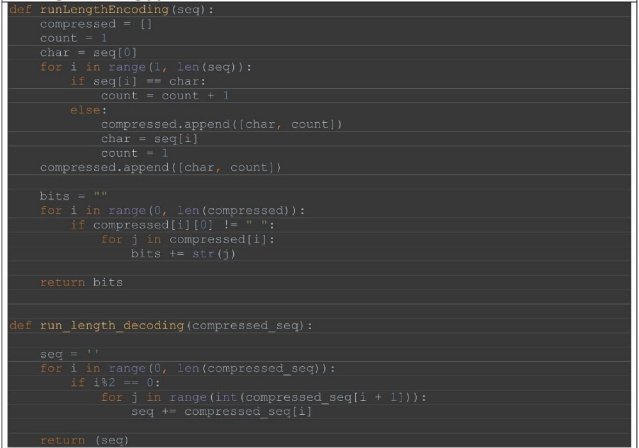 def runLengthEncoding(seq):
    compressed = []
    count = 1
    char = seq[0]
    for i in range(1, len(seq)):
        if seq[i] == char:
            count = count + 1
        else:
            compressed.append([char, count])
            char = seq[i]
            count = 1
    compressed.append([char, count])

    bits = ""
    for i in range(0, len(compressed)):
        if compressed[i][0] != " ":
            for j in compressed[i]:
                bits += str(j)

    return bits


def run_length_decoding(compressed_seq):

    seq = ''
    for i in range(0, len(compressed_seq)):
        if i%2 == 0:
            for j in range(int(compressed_seq[i + 1])):
                seq += compressed_seq[i]

    return (seq)